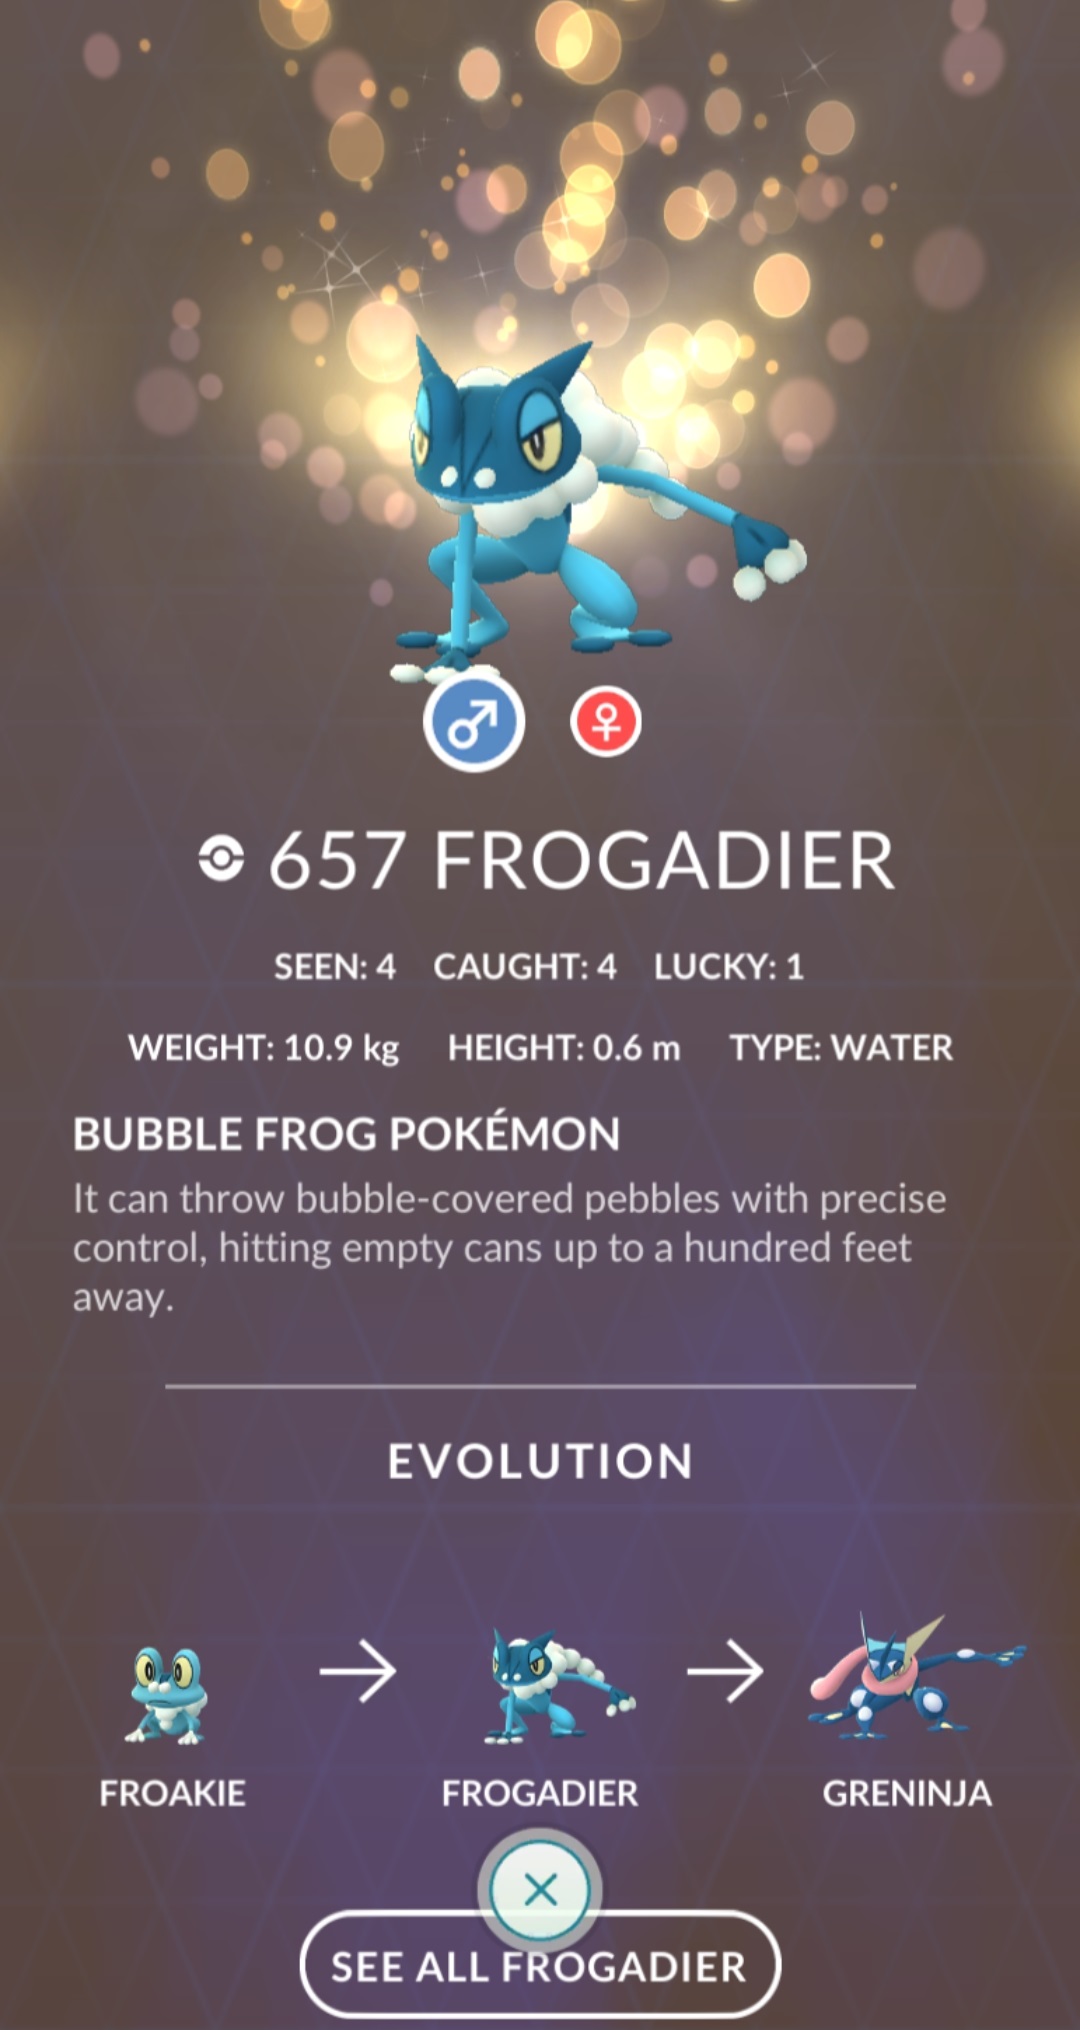 657 FROGADIER
SEEN: 4 CAUGHT: 4 LUCKY: 1
WEIGHT: 10.9 kg HEIGHT: 0.6 m TYPE: WATER
BUBBLE FROG POKÉMON
It can throw bubble-covered pebbles with precise
control, hitting empty cans up to a hundred feet
away.
EVOLUTION
FROAKIE FROGADIER GRENINJA
SEE ALL FROGADIER